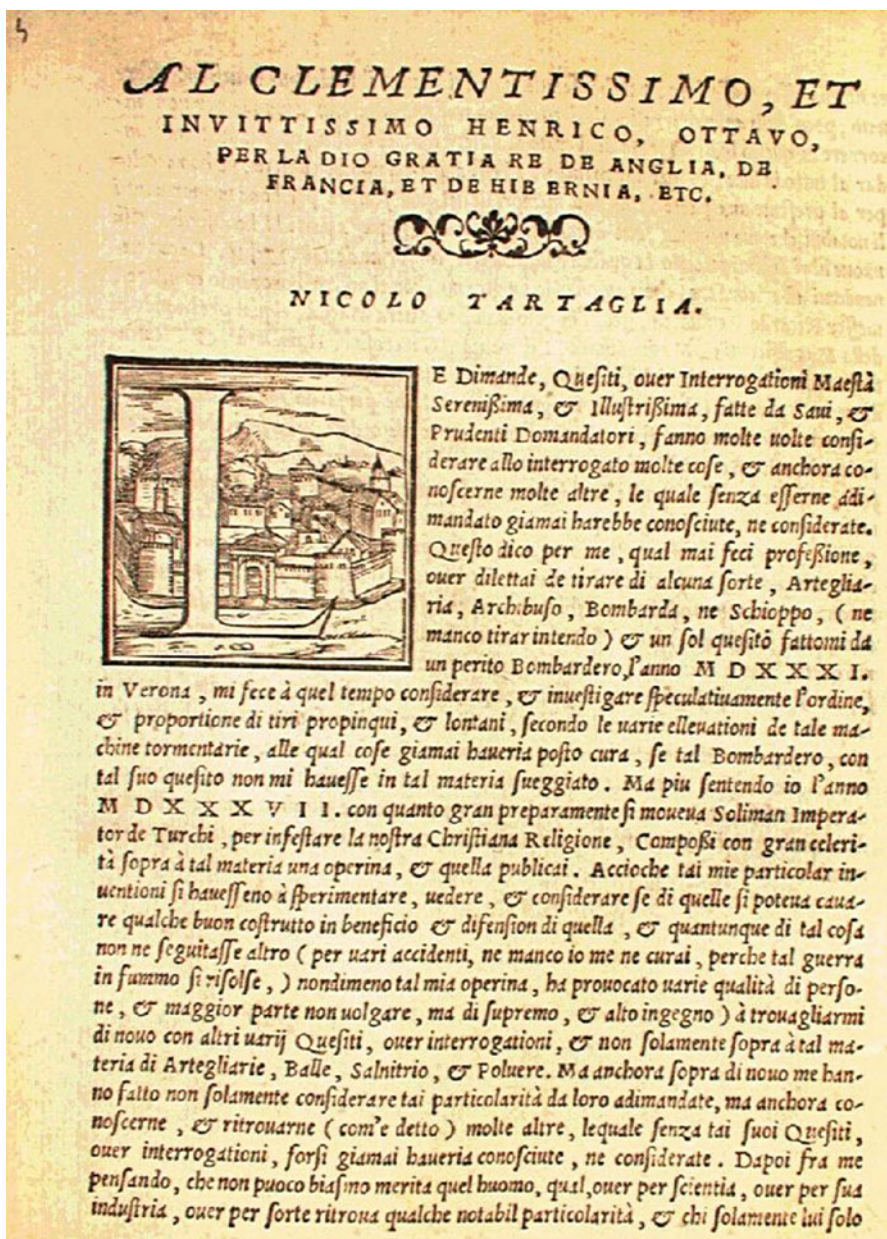 AL CLEMENTISSIMO, ET
INVITTISSIMO HENRICO, OTTAVO,
PER LA DIO GRATIA RE DE ANGLIA, DE
FRANCIA, ET DE HIBERNIA, ETC.
NICOLO TARTAGLIA.
LE Dimande, Queſiti, ouer Interrogationi Maeſtà
Sereniſſima, & Illuſtriſſima, fatte da Saui, &
Prudenti Domandatori, fanno molte uolte conſi-
derare allo interrogato molte coſe, & anchora co-
noſcerne molte altre, le quale ſenza eſſerne adi-
mandato giamai harebbe conoſciute, ne conſiderate.
Queſto dico per me, qual mai feci profeſſione,
ouer dilettai de tirare di alcuna ſorte, Arteglia-
ria, Archibuſo, Bombarda, ne Schioppo, (ne
manco tirar intendo) & un ſol queſitò fattomi da
un perito Bombardero, l'anno M D X X X I.
in Verona, mi fece à quel tempo conſiderare, & inueſtigare ſpeculatiuamente l'ordine,
& proportione di tiri propinqui, & lontani, ſecondo le uarie elleuationi de tale ma-
chine tormentarie, alle qual coſe giamai haueria poſto cura, ſe tal Bombardero, con
tal ſuo queſito non mi haueſſe in tal materia ſueggiato. Ma piu ſentendo io l'anno
M D X X X V I I. con quanto gran preparamente ſi moueua Soliman Impera-
tor de Turchi, per infeſtare la noſtra Chriſtiana Religione, Compoſſi con gran celeri-
tà ſopra à tal materia una operina, & quella publicai. Accioche tai mie particolar in-
uentioni ſi haueſſeno à ſperimentare, uedere, & conſiderare ſe di quelle ſi poteua caua-
re qualche buon coſtrutto in beneficio & difenſion di quella, & quantunque di tal coſa
non ne ſeguitaſſe altro (per uari accidenti, ne manco io me ne curai, perche tal guerra
in fummo ſi riſolſe,) nondimeno tal mia operina, ha prouocato uarie qualità di perſo-
ne, & maggior parte non uolgare, ma di ſupremo, & alto ingegno) à trouagliarmi
di nouo con altri uarij Queſiti, ouer interrogationi, & non ſolamente ſopra à tal ma-
teria di Artegliarie, Balle, Salnitrio, & Poluere. Ma anchora ſopra di nouo me han-
no fatto non ſolamente conſiderare tai particolarità da loro adimandate, ma anchora co-
noſcerne, & ritrouarne (com'e detto) molte altre, lequale ſenza tai ſuoi Queſiti,
ouer interrogationi, forſi giamai haueria conoſciute, ne conſiderate. Dapoi fra me
penſando, che non puoco biaſmo merita quel huomo, qual, ouer per ſcientia, ouer per ſua
induſtria, ouer per ſorte ritroua qualche notabil particolarità, & chi ſolamente lui ſolo